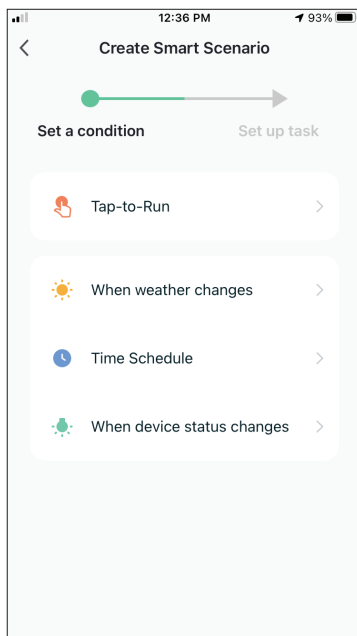 12:36 PM 93%
Create Smart Scenario
Set a condition Set up task
Tap-to-Run
When weather changes
Time Schedule
When device status changes